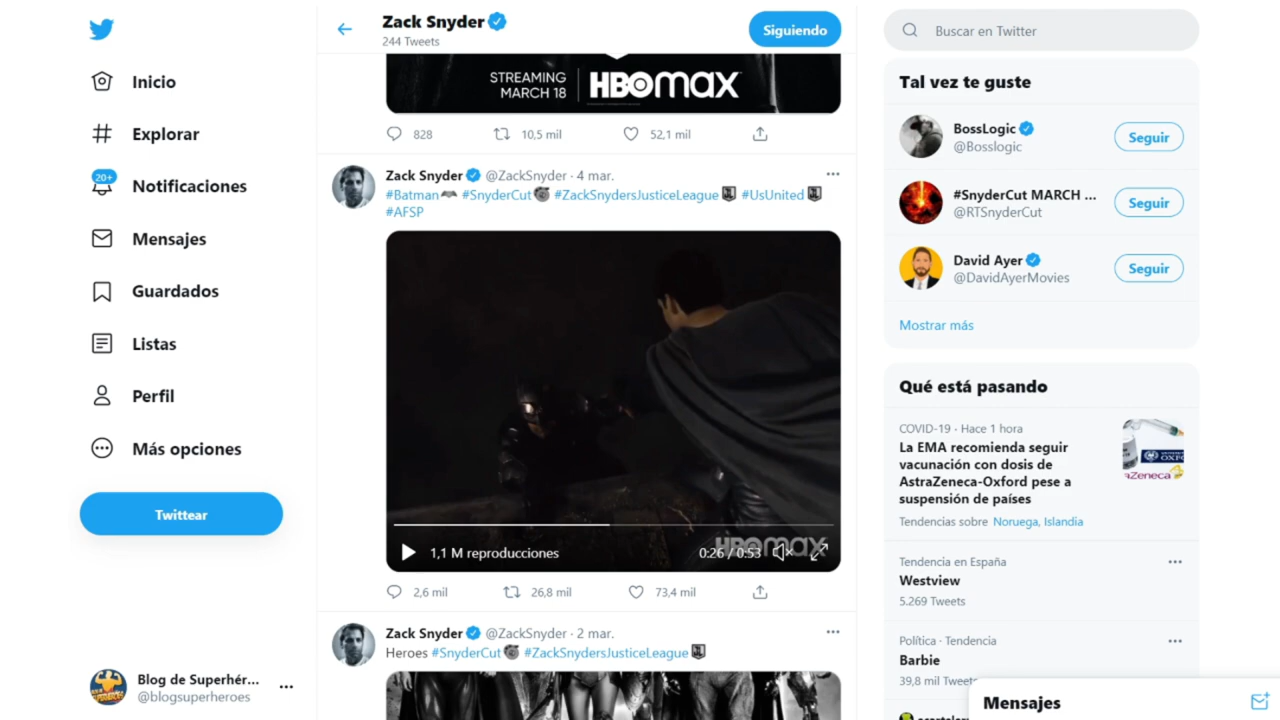 Inicio
Explorar
20+
Notificaciones
Mensajes
Guardados
Listas
Perfil
Más opciones
Twittear
Blog de Superhér...
@blogsuperheroes
Zack Snyder
244 Tweets
Siguiendo
STREAMING
MARCH 18
HBOMAX
828
10,5 mil
52,1 mil
Zack Snyder @ZackSnyder · 4 mar.
#Batman #SnyderCut #ZackSnydersJusticeLeague #UsUnited
#AFSP
HBOMAX
1,1 M reproducciones
0:26 / 0:53
2,6 mil
26,8 mil
73,4 mil
Zack Snyder @ZackSnyder · 2 mar.
Heroes #SnyderCut #ZackSnydersJusticeLeague
Buscar en Twitter
Tal vez te guste
BossLogic
@Bosslogic
Seguir
#SnyderCut MARCH ...
@RTSnyderCut
Seguir
David Ayer
@DavidAyerMovies
Seguir
Mostrar más
Qué está pasando
COVID-19 · Hace 1 hora
La EMA recomienda seguir
vacunación con dosis de
AstraZeneca-Oxford pese a
suspensión de países
Tendencias sobre Noruega, Islandia
Tendencia en España
Westview
5.269 Tweets
Política · Tendencia
Barbie
39,8 mil Tweets
Mensajes